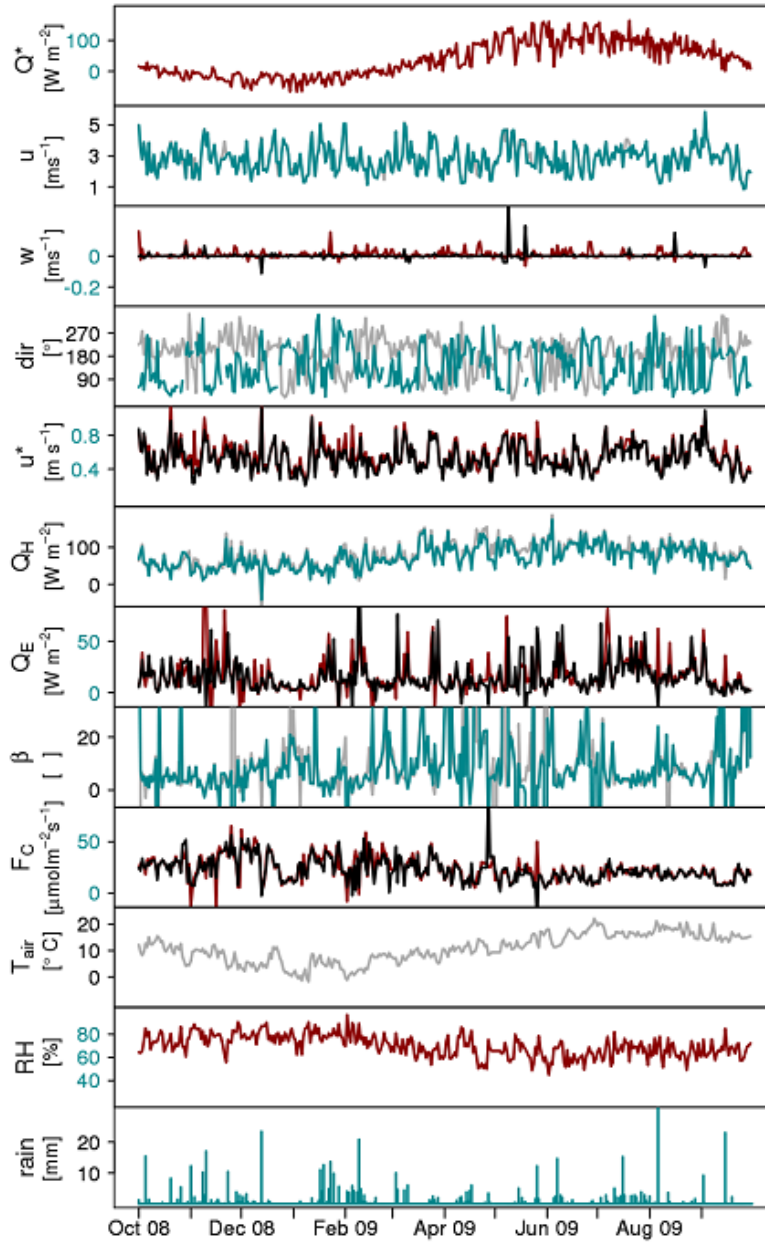 Q*
[W m⁻²]
100
0
u
[ms⁻¹]
5
3
1
w
[ms⁻¹]
0
-0.2
dir
[°]
270
180
90
u*
[m s⁻¹]
0.8
0.4
Q_H
[W m⁻²]
100
0
Q_E
[W m⁻²]
50
0
β
[ ]
20
0
F_C
[μmolm⁻²s⁻¹]
50
0
T_air
[° C]
20
10
0
RH
[%]
80
60
40
rain
[mm]
20
10
Oct 08 Dec 08 Feb 09 Apr 09 Jun 09 Aug 09